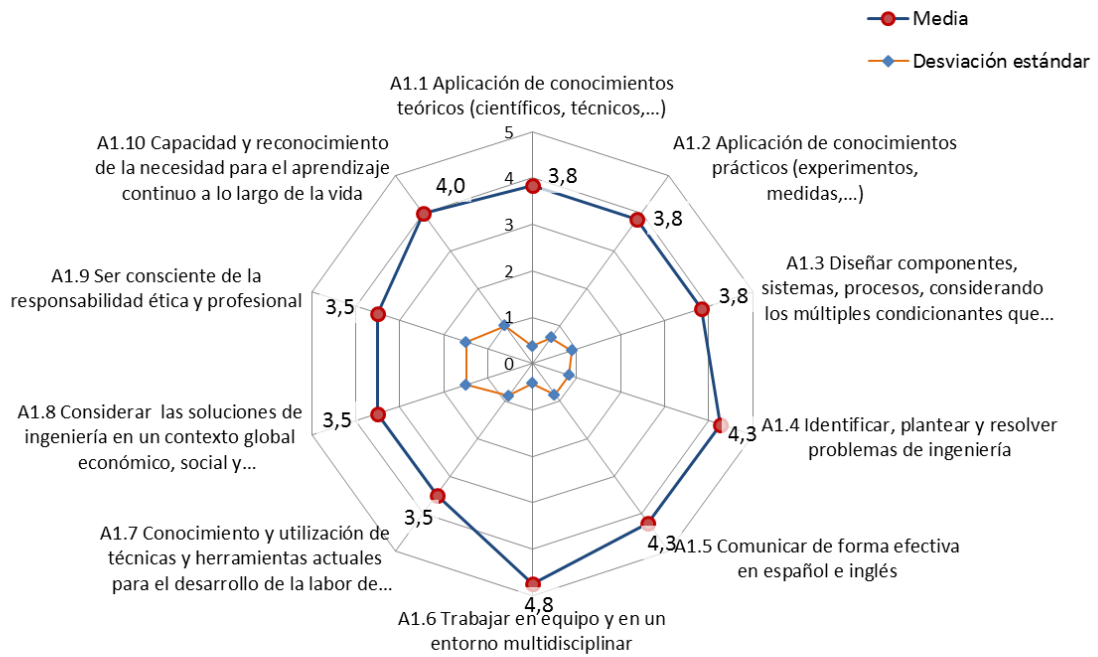 Media
Desviación estándar
A1.1 Aplicación de conocimientos
teóricos (científicos, técnicos,...)
A1.2 Aplicación de conocimientos
prácticos (experimentos,
medidas,...)
A1.3 Diseñar componentes,
sistemas, procesos, considerando
los múltiples condicionantes que...
A1.4 Identificar, plantear y resolver
problemas de ingeniería
A1.5 Comunicar de forma efectiva
en español e inglés
A1.6 Trabajar en equipo y en un
entorno multidisciplinar
A1.7 Conocimiento y utilización de
técnicas y herramientas actuales
para el desarrollo de la labor de...
A1.8 Considerar las soluciones de
ingeniería en un contexto global
económico, social y...
A1.9 Ser consciente de la
responsabilidad ética y profesional
A1.10 Capacidad y reconocimiento
de la necesidad para el aprendizaje
continuo a lo largo de la vida
5
4
3
2
1
0
3,8
3,8
3,8
4,3
4,3
4,8
3,5
3,5
3,5
4,0